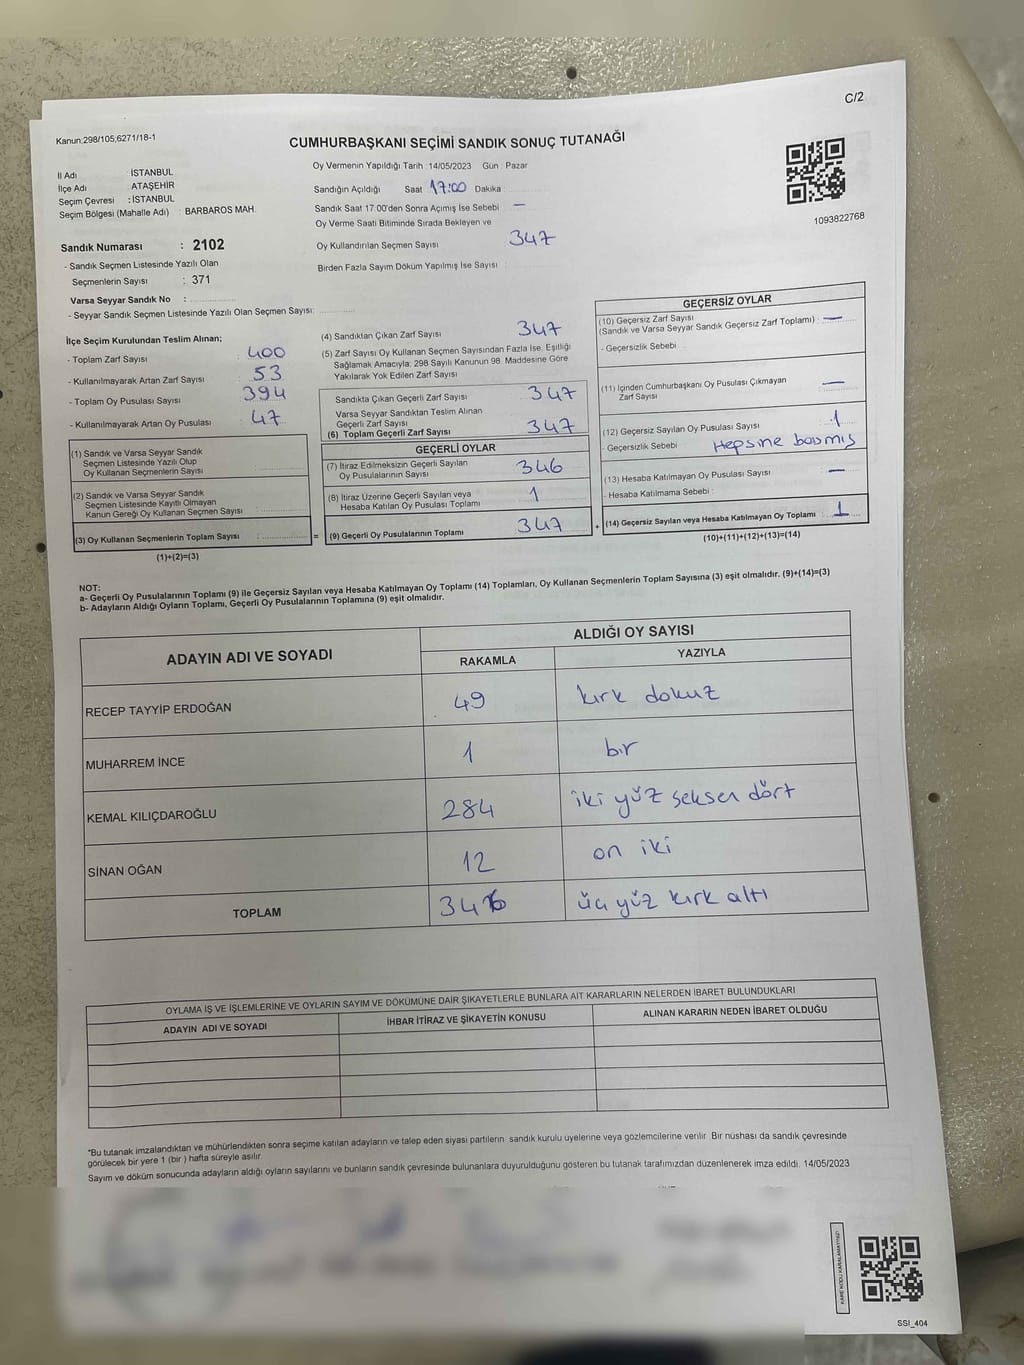 C/2
Kanun:298/105;6271/18-1
CUMHURBAŞKANI SEÇİMİ SANDIK SONUÇ TUTANAĞI
İl Adı İSTANBUL
İlçe Adı ATAŞEHİR
Seçim Çevresi : İSTANBUL
Seçim Bölgesi (Mahalle Adı) : BARBAROS MAH.
Sandık Numarası : 2102
- Sandık Seçmen Listesinde Yazılı Olan
Seçmenlerin Sayısı : 371
Varsa Seyyar Sandık No :
- Seyyar Sandık Seçmen Listesinde Yazılı Olan Seçmen Sayısı:
Oy Vermenin Yapıldığı Tarih : 14/05/2023 Gün : Pazar
Sandığın Açıldığı Saat 17:00 Dakika :
Sandık Saat 17:00'den Sonra Açımış İse Sebebi —
Oy Verme Saati Bitiminde Sırada Bekleyen ve
Oy Kullandırılan Seçmen Sayısı 347
Birden Fazla Sayım Döküm Yapılmış İse Sayısı :
1093822768
İlçe Seçim Kurulundan Teslim Alınan;
- Toplam Zarf Sayısı : 400
- Kullanılmayarak Artan Zarf Sayısı : 53
- Toplam Oy Pusulası Sayısı : 394
- Kullanılmayarak Artan Oy Pusulası : 47
(1) Sandık ve Varsa Seyyar Sandık
Seçmen Listesinde Yazılı Olup
Oy Kullanan Seçmenlerin Sayısı :
(2) Sandık ve Varsa Seyyar Sandık
Seçmen Listesinde Kayıtlı Olmayan
Kanun Gereği Oy Kullanan Seçmen Sayısı :
(3) Oy Kullanan Seçmenlerin Toplam Sayısı :
(1)+(2)=(3)
(4) Sandıktan Çıkan Zarf Sayısı : 347
(5) Zarf Sayısı Oy Kullanan Seçmen Sayısından Fazla İse, Eşitliği
Sağlamak Amacıyla; 298 Sayılı Kanunun 98. Maddesine Göre
Yakılarak Yok Edilen Zarf Sayısı
Sandıkta Çıkan Geçerli Zarf Sayısı : 347
Varsa Seyyar Sandıktan Teslim Alınan
Geçerli Zarf Sayısı :
(6) Toplam Geçerli Zarf Sayısı : 347
GEÇERLİ OYLAR
(7) İtiraz Edilmeksizin Geçerli Sayılan
Oy Pusulalarının Sayısı : 346
(8) İtiraz Üzerine Geçerli Sayılan veya
Hesaba Katılan Oy Pusulası Toplamı 1
= (9) Geçerli Oy Pusulalarının Toplamı 347 +
GEÇERSİZ OYLAR
(10) Geçersiz Zarf Sayısı
(Sandık ve Varsa Seyyar Sandık Geçersiz Zarf Toplamı) : —
- Geçersizlik Sebebi :
(11) İçinden Cumhurbaşkanı Oy Pusulası Çıkmayan
Zarf Sayısı : —
(12) Geçersiz Sayılan Oy Pusulası Sayısı : 1
- Geçersizlik Sebebi : Hepsine basmış
(13) Hesaba Katılmayan Oy Pusulası Sayısı : —
- Hesaba Katılmama Sebebi :
(14) Geçersiz Sayılan veya Hesaba Katılmayan Oy Toplamı : 1
(10)+(11)+(12)+(13)=(14)
NOT:
a- Geçerli Oy Pusulalarının Toplamı (9) ile Geçersiz Sayılan veya Hesaba Katılmayan Oy Toplamı (14) Toplamları, Oy Kullanan Seçmenlerin Toplam Sayısına (3) eşit olmalıdır. (9)+(14)=(3)
b- Adayların Aldığı Oyların Toplamı, Geçerli Oy Pusulalarının Toplamına (9) eşit olmalıdır.
ADAYIN ADI VE SOYADI ALDIĞI OY SAYISI
RAKAMLA YAZIYLA
RECEP TAYYİP ERDOĞAN 49 kırk dokuz
MUHARREM İNCE 1 bir
KEMAL KILIÇDAROĞLU 284 iki yüz seksen dört
SİNAN OĞAN 12 on iki
TOPLAM 346 üç yüz kırk altı
OYLAMA İŞ VE İŞLEMLERİNE VE OYLARIN SAYIM VE DÖKÜMÜNE DAİR ŞİKAYETLERLE BUNLARA AİT KARARLARIN NELERDEN İBARET BULUNDUKLARI
ADAYIN ADI VE SOYADI İHBAR İTİRAZ VE ŞİKAYETİN KONUSU ALINAN KARARIN NEDEN İBARET OLDUĞU
*Bu tutanak imzalandıktan ve mühürlendikten sonra seçime katılan adayların ve talep eden siyasi partilerin sandık kurulu üyelerine veya gözlemcilerine verilir. Bir nüshası da sandık çevresinde
görülecek bir yere 1 (bir) hafta süreyle asılır.
Sayım ve döküm sonucunda adayların aldığı oyların sayılarını ve bunların sandık çevresinde bulunanlara duyurulduğunu gösteren bu tutanak tarafımızdan düzenlenerek imza edildi. 14/05/2023
KARE KODU KARALAMAYINIZ!
SSI_404